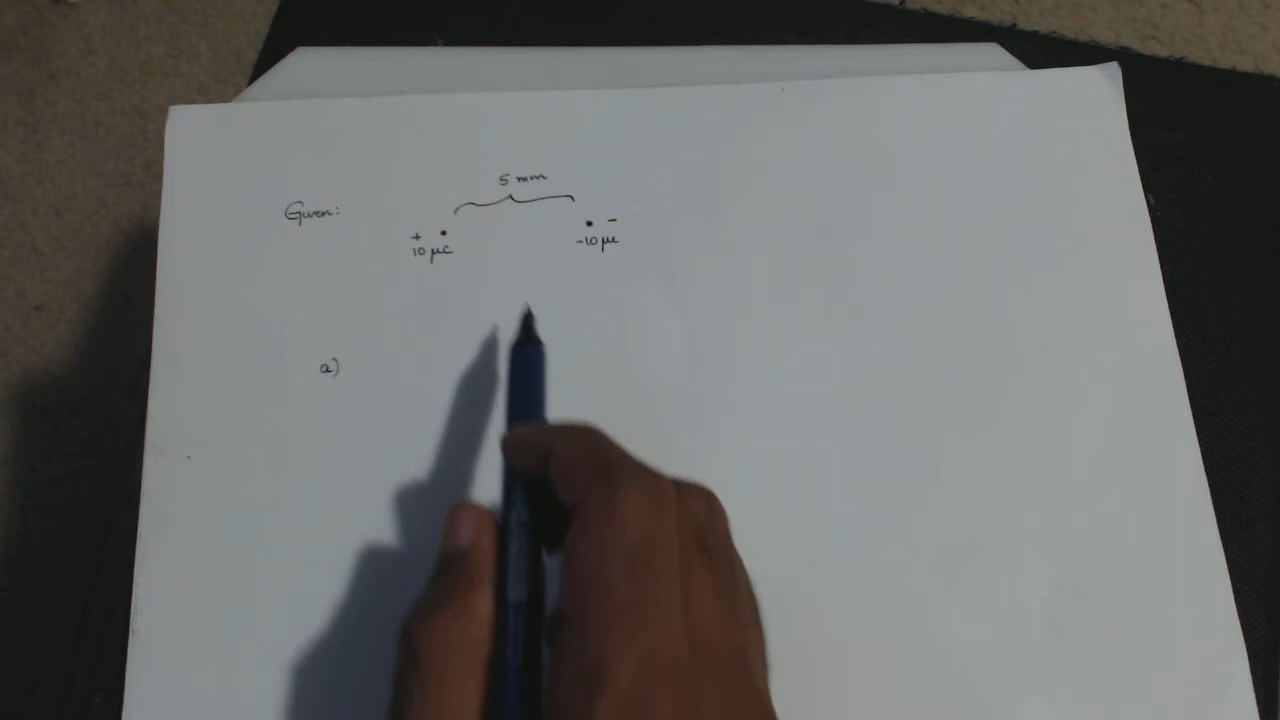 5 mm
Given:
+ • • -
10 μc -10 μc
a)